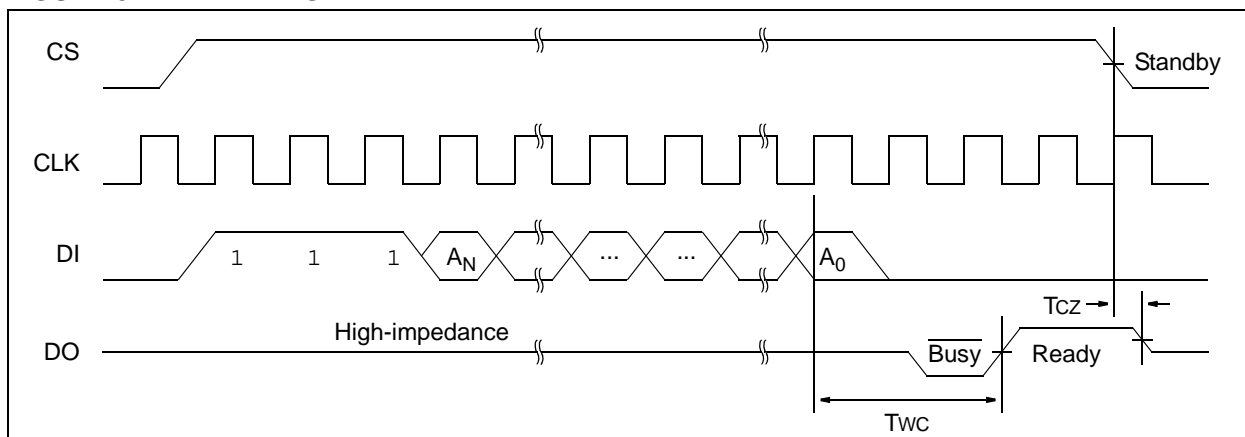 CS
Standby
CLK
DI
1 1 1 AN ... ... A0
TCZ
High-impedance
DO
Busy Ready
TWC